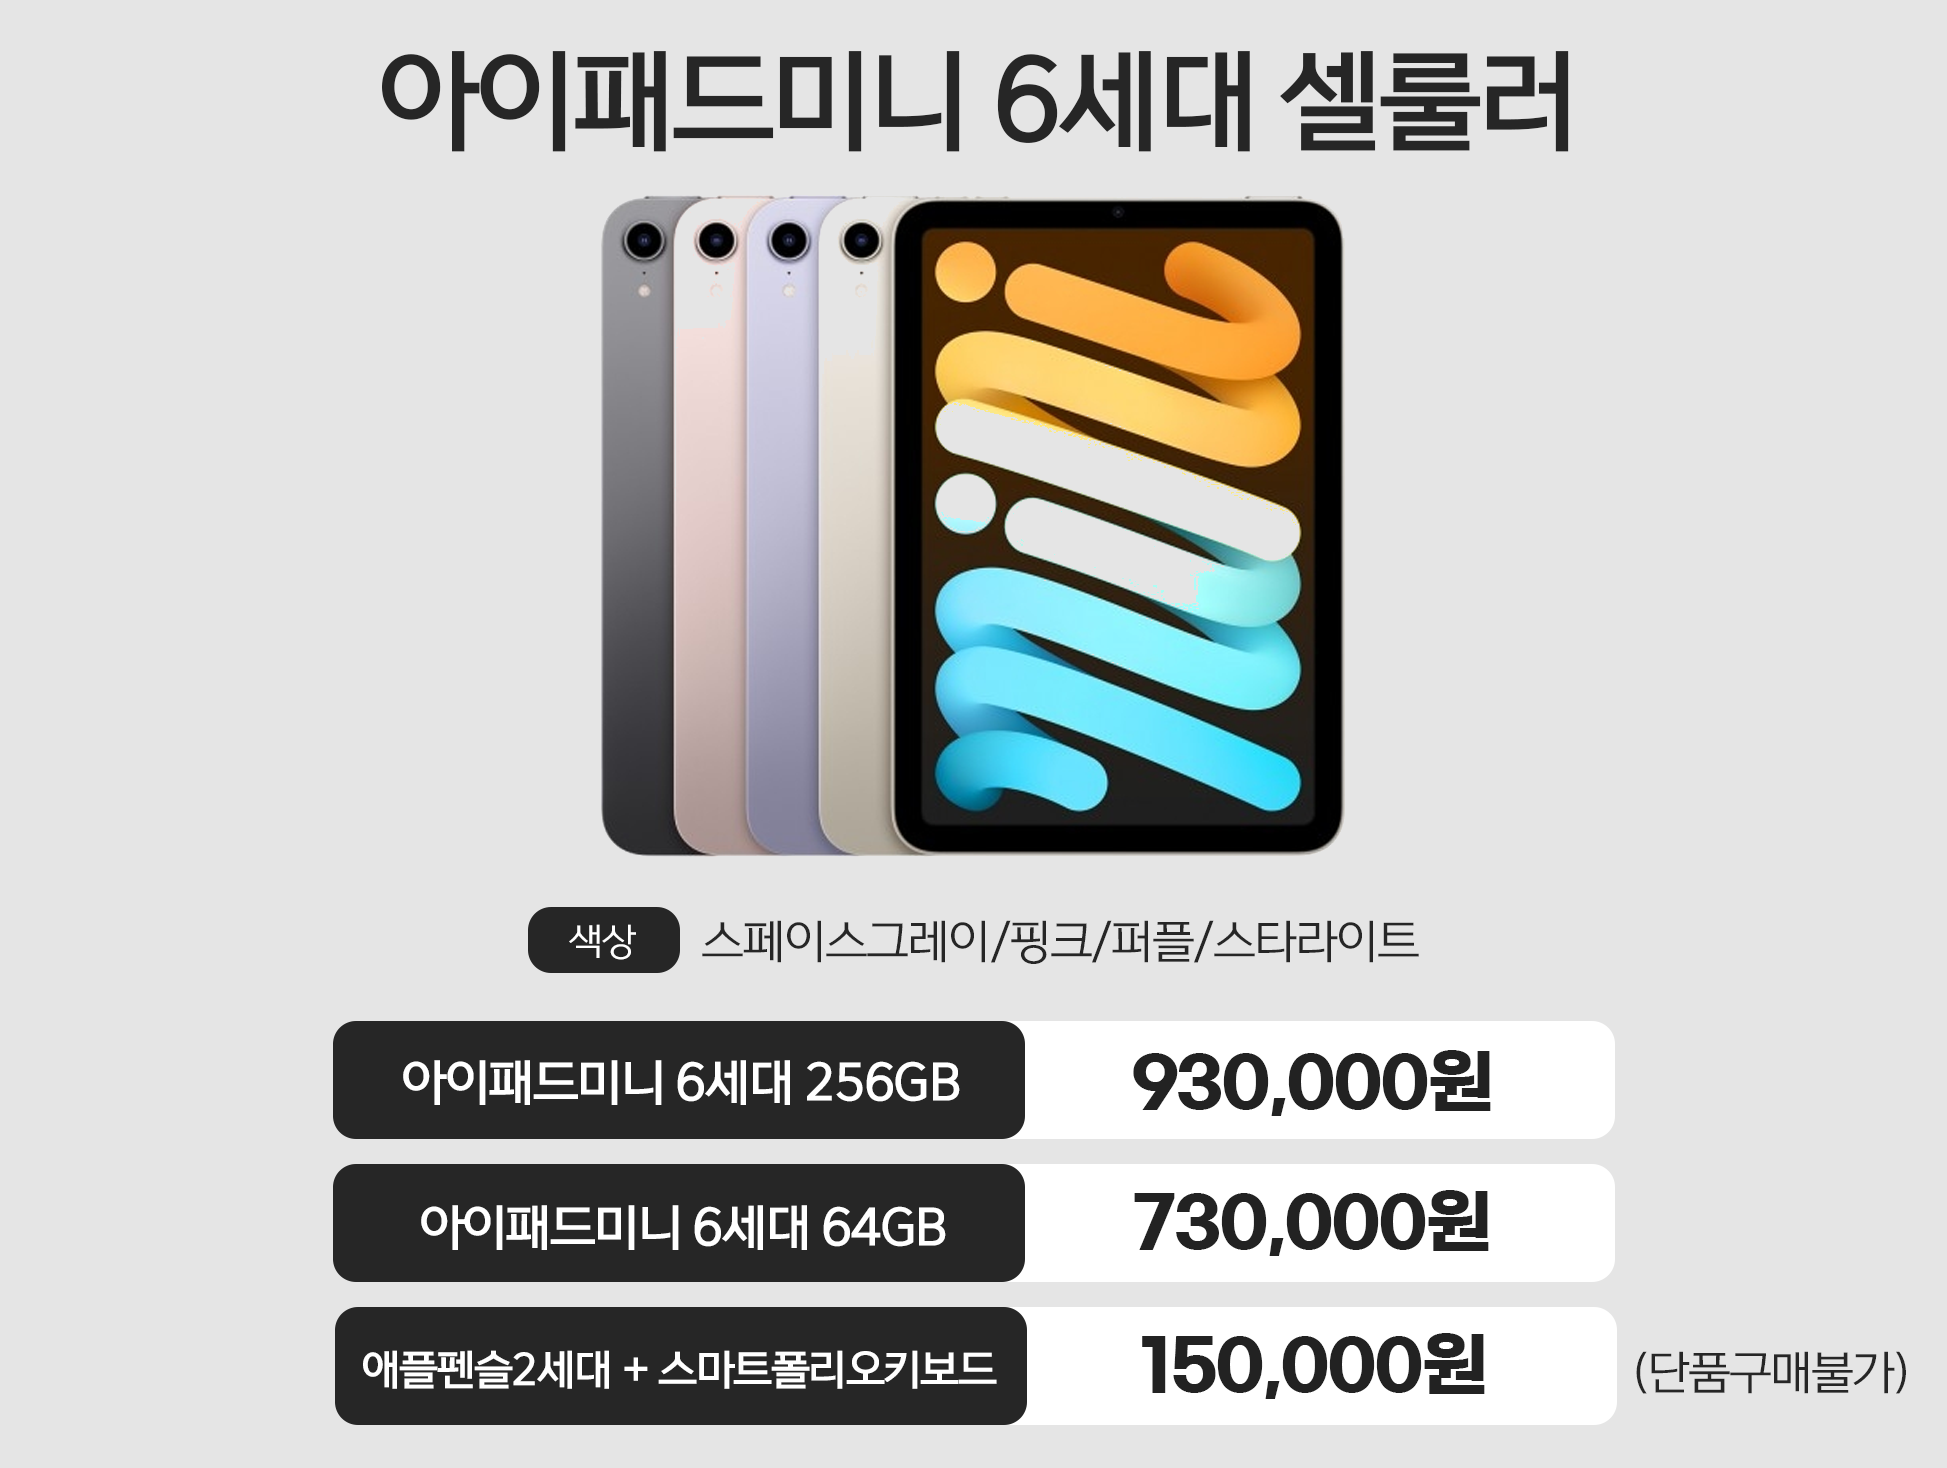 아이패드미니 6세대 셀룰러
색상 스페이스그레이/핑크/퍼플/스타라이트
아이패드미니 6세대 256GB 930,000원
아이패드미니 6세대 64GB 730,000원
애플펜슬2세대 + 스마트폴리오키보드 150,000원 (단품구매불가)